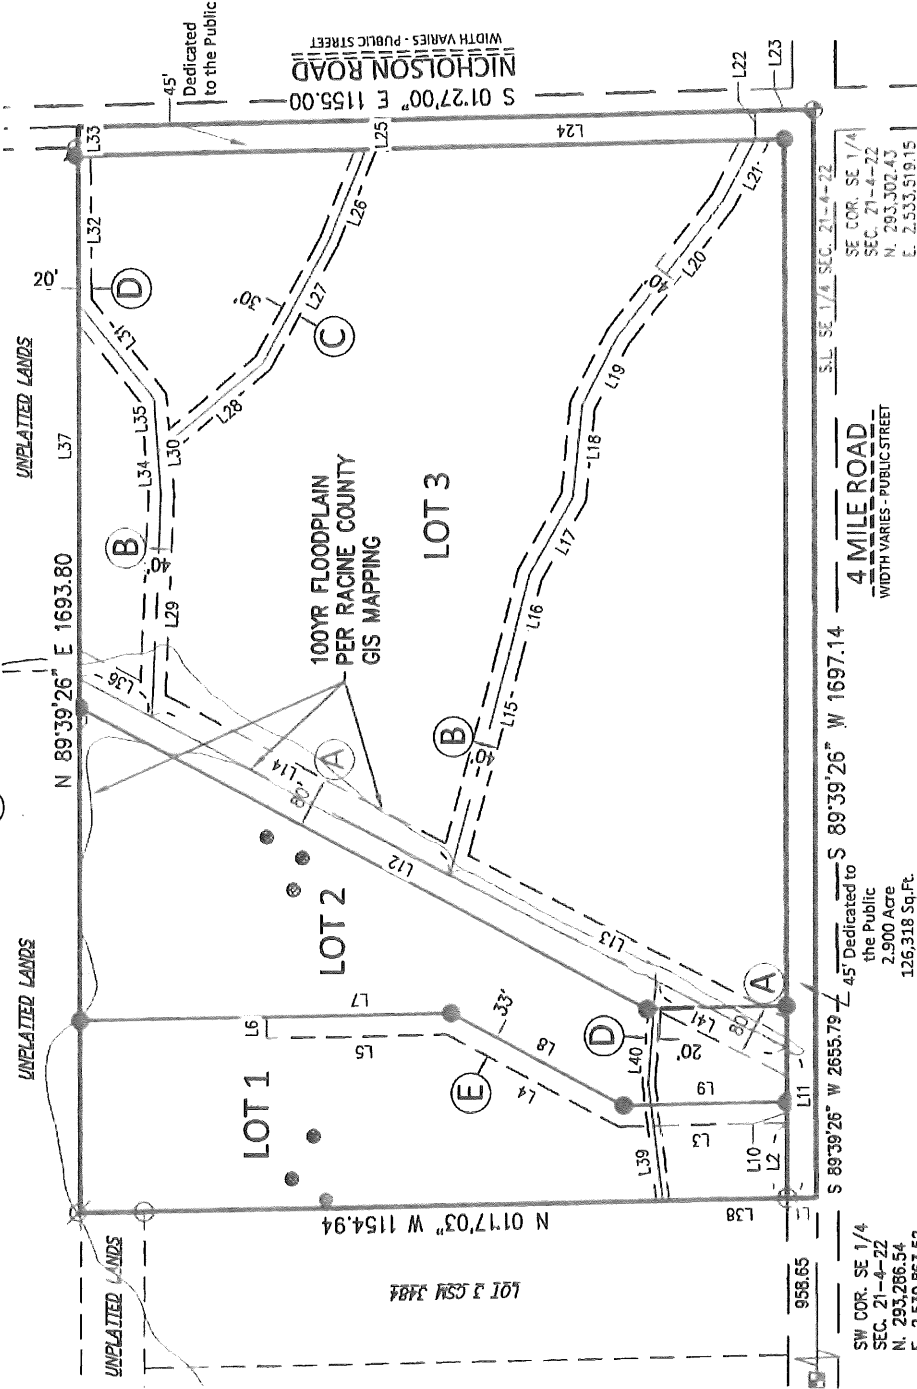 UNPLATTED LANDS
UNPLATTED LANDS
UNPLATTED LANDS
N 89°39'26" E 1693.80
L37
20'
L32
L33
45'
Dedicated
to the Public
NICHOLSON ROAD
WIDTH VARIES - PUBLIC STREET
S 01°27'00" E 1155.00
D
L31
L35
L34
L30
L28
30'
L27
C
L26
L25
L24
B
40'
L29
L36
100YR FLOODPLAIN
PER RACINE COUNTY
GIS MAPPING
LOT 3
L14
80'
A
L12
L13
B
40'
L15
L16
L17
L18
L19
40'
L20
L21
L22
L23
LOT 2
L7
L6
L5
33'
L8
E
L4
LOT 1
D
L40
20'
L41
80'
A
L9
L39
L3
L10
L2
L11
L38
L1
N 01°17'03" W 1154.94
LOT 3 CSM 3484
958.65
S 89°39'26" W 2655.79
S 89°39'26" W 1697.14
45' Dedicated to
the Public
2.900 Acre
126,318 Sq.Ft.
4 MILE ROAD
WIDTH VARIES - PUBLIC STREET
S.L. SE 1/4 SEC. 21-4-22
SE COR. SE 1/4
SEC. 21-4-22
N. 293,302.43
E. 2,533,519.15
SW COR. SE 1/4
SEC. 21-4-22
N. 293,286.54